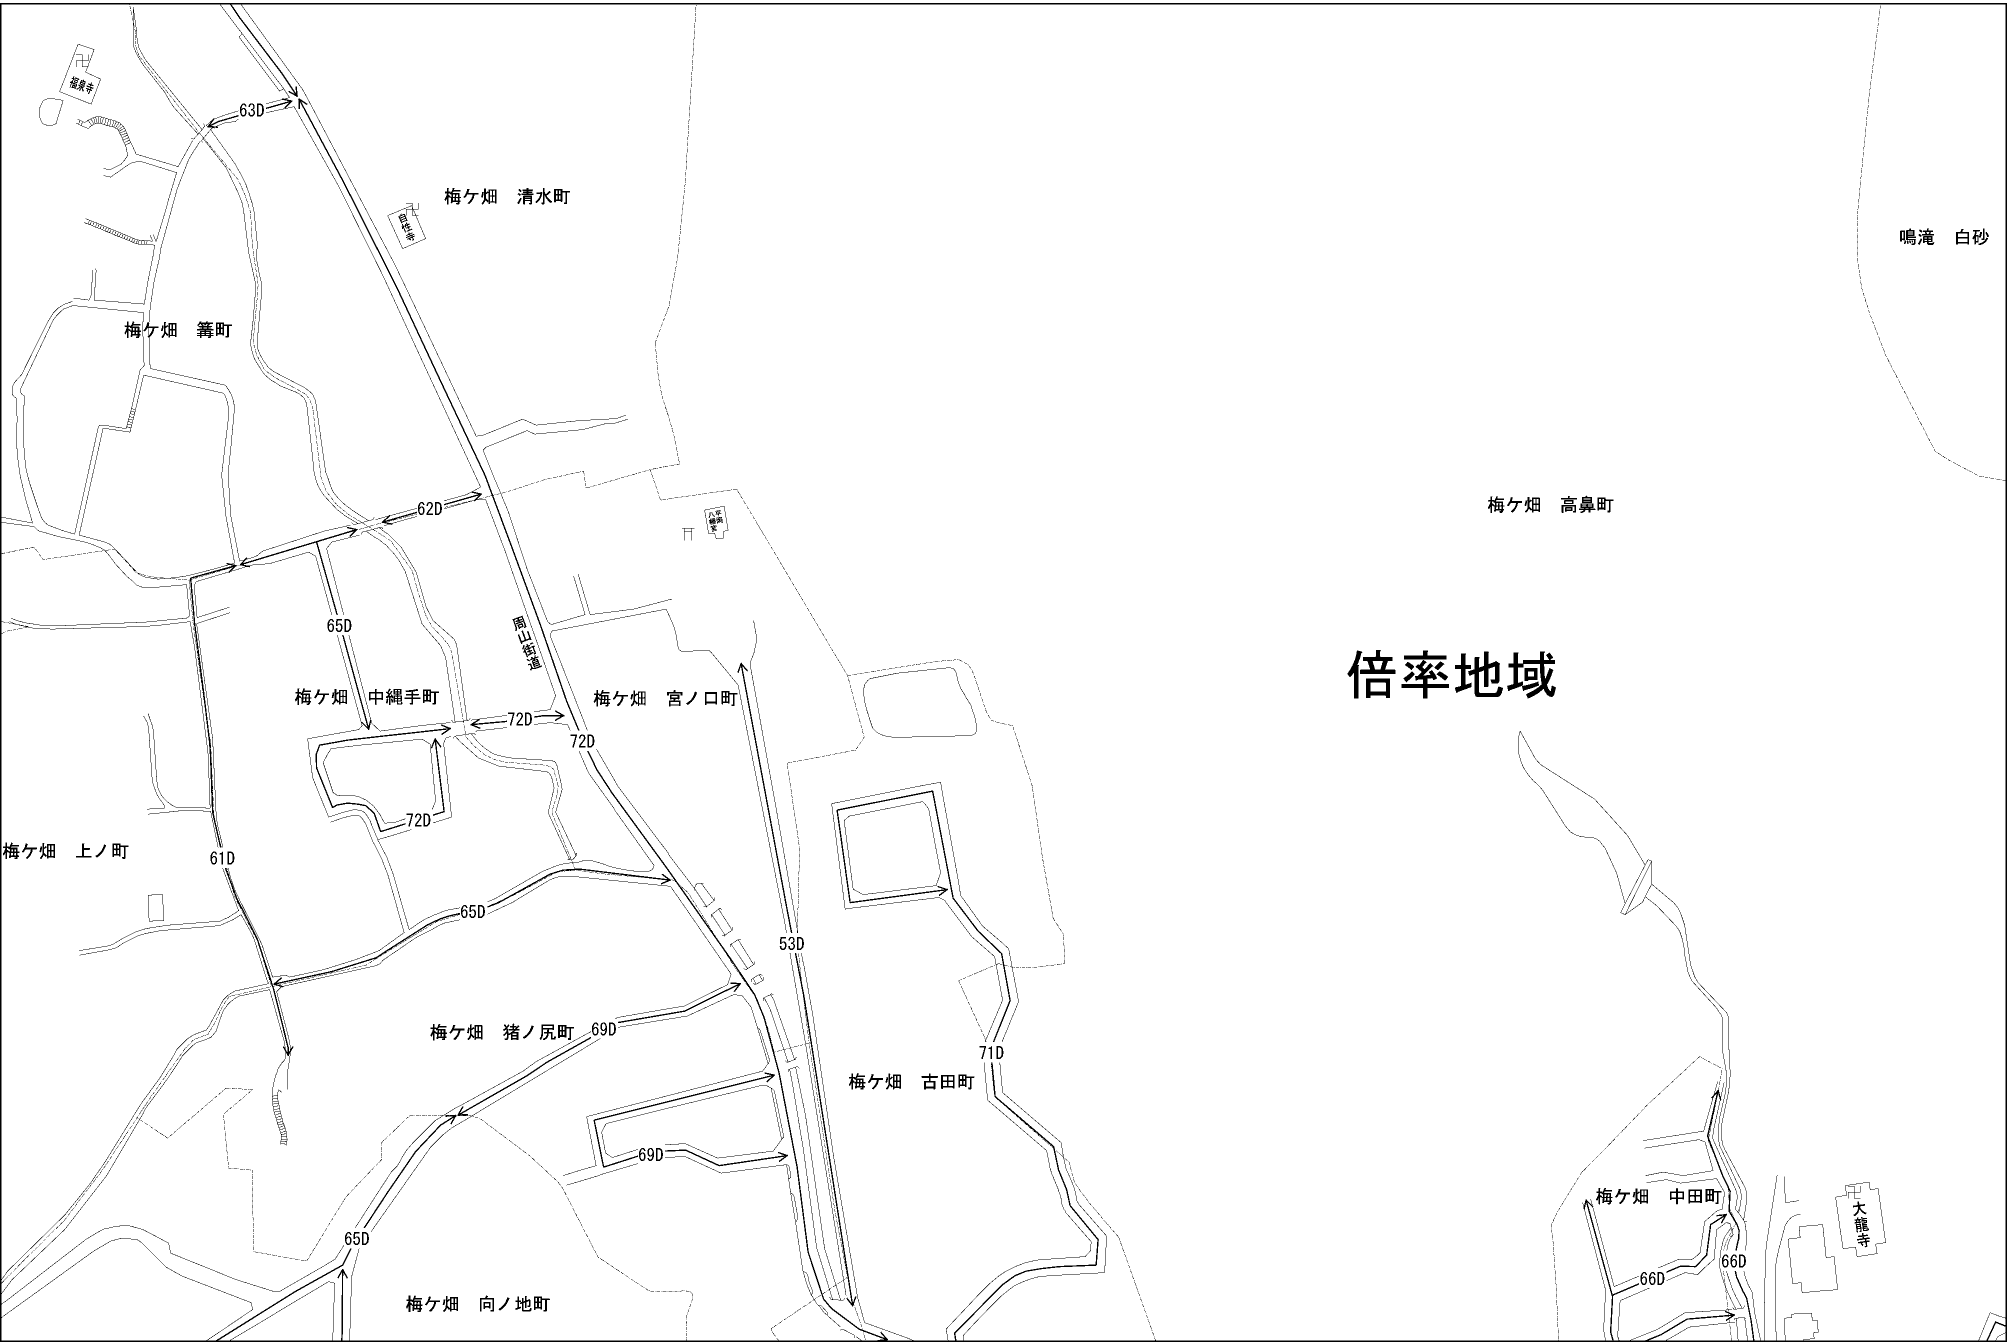 福泉寺
63D
梅ケ畑　清水町
自性寺
鳴滝　白砂
梅ケ畑　篝町
62D
梅ケ畑　高鼻町
平岡
八幡宮
65D
周山街道
倍率地域
梅ケ畑　中縄手町
梅ケ畑　宮ノ口町
72D
72D
72D
梅ケ畑　上ノ町
61D
65D
53D
梅ケ畑　猪ノ尻町
69D
71D
梅ケ畑　古田町
69D
梅ケ畑　中田町
大龍寺
65D
66D
66D
梅ケ畑　向ノ地町